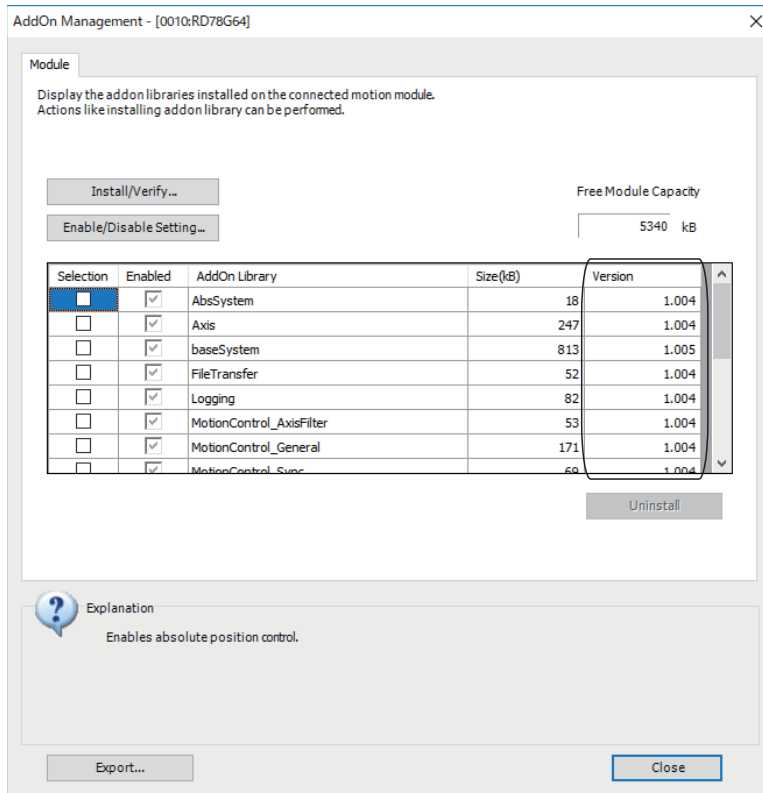 AddOn Management - [0010:RD78G64]
Module
Display the addon libraries installed on the connected motion module.
Actions like installing addon library can be performed.
Install/Verify...
Free Module Capacity
Enable/Disable Setting...
5340 kB
Selection Enabled AddOn Library Size(kB) Version
AbsSystem 18 1.004
Axis 247 1.004
baseSystem 813 1.005
FileTransfer 52 1.004
Logging 82 1.004
MotionControl_AxisFilter 53 1.004
MotionControl_General 171 1.004
MotionControl_Sync 69 1.004
Uninstall
Explanation
Enables absolute position control.
Export...
Close